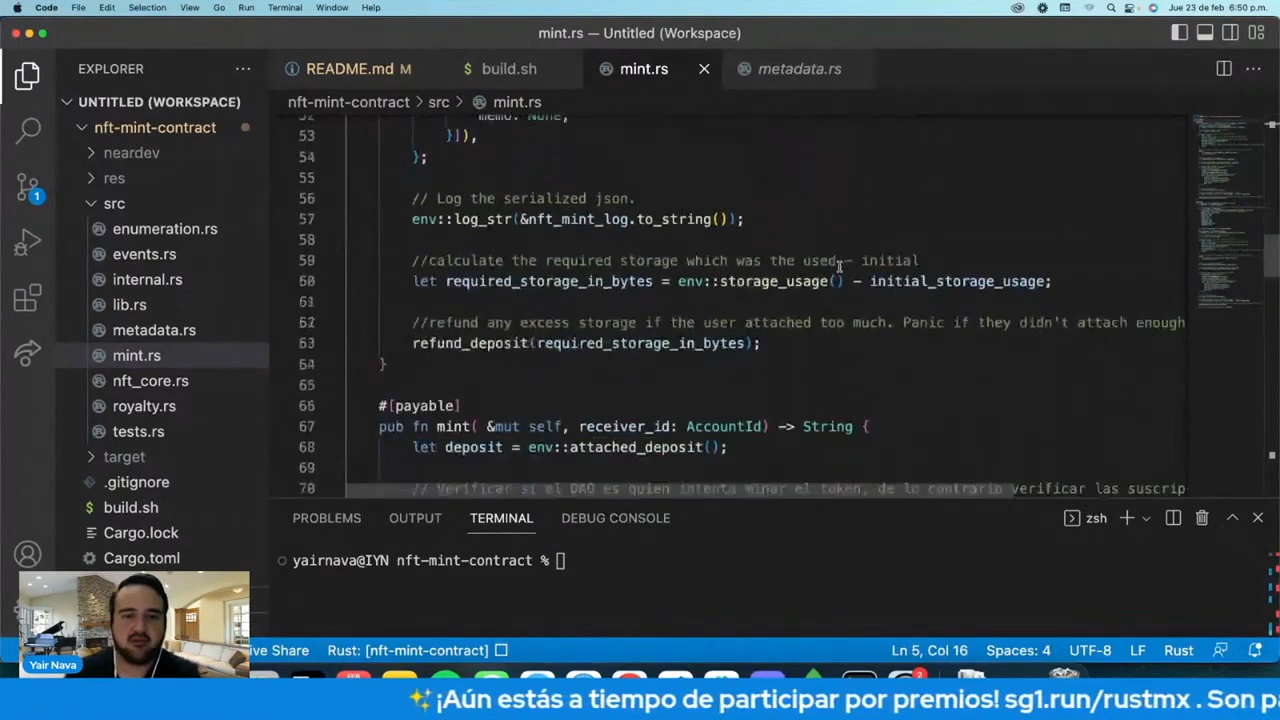 Code File Edit Selection View Go Run Terminal Window Help
Jue 23 de feb 6:50 p.m.
mint.rs — Untitled (Workspace)
EXPLORER
README.md M
build.sh
mint.rs
metadata.rs
UNTITLED (WORKSPACE)
nft-mint-contract
neardev
res
src
enumeration.rs
events.rs
internal.rs
lib.rs
metadata.rs
mint.rs
nft_core.rs
royalty.rs
tests.rs
target
.gitignore
build.sh
Cargo.lock
Cargo.toml
1
nft-mint-contract > src > mint.rs
52 memo: None,
53 }]),
54 };
55
56 // Log the serialized json.
57 env::log_str(&nft_mint_log.to_string());
58
59 //calculate the required storage which was the used - initial
60 let required_storage_in_bytes = env::storage_usage() - initial_storage_usage;
61
62 //refund any excess storage if the user attached too much. Panic if they didn't attach enough
63 refund_deposit(required_storage_in_bytes);
64 }
65
66 #[payable]
67 pub fn mint( &mut self, receiver_id: AccountId) -> String {
68 let deposit = env::attached_deposit();
69
70 // Verificar si el DAO es quien intenta minar el token, de lo contrario verificar las suscrip
PROBLEMS OUTPUT TERMINAL DEBUG CONSOLE
zsh
yairnava@IYN nft-mint-contract %
Yair Nava
ive Share Rust: [nft-mint-contract]
Ln 5, Col 16 Spaces: 4 UTF-8 LF Rust
2
✨ ¡Aún estás a tiempo de participar por premios! sg1.run/rustmx . Son p